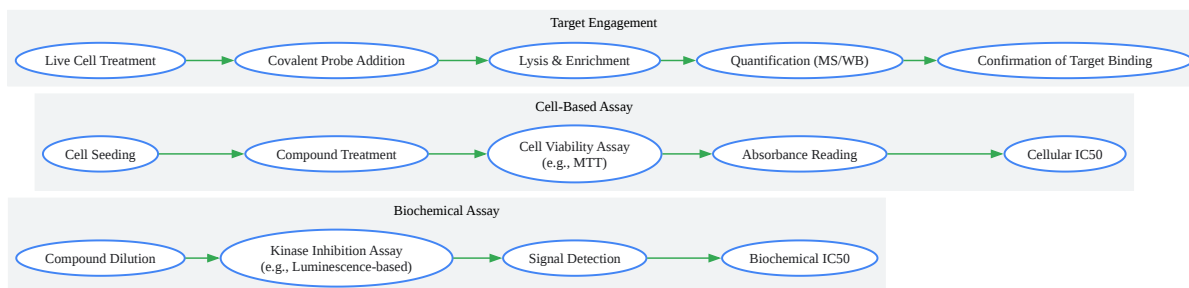 Target Engagement
Live Cell Treatment
Covalent Probe Addition
Lysis & Enrichment
Quantification (MS/WB)
Confirmation of Target Binding
Cell-Based Assay
Cell Seeding
Compound Treatment
Cell Viability Assay
(e.g., MTT)
Absorbance Reading
Cellular IC50
Biochemical Assay
Compound Dilution
Kinase Inhibition Assay
(e.g., Luminescence-based)
Signal Detection
Biochemical IC50